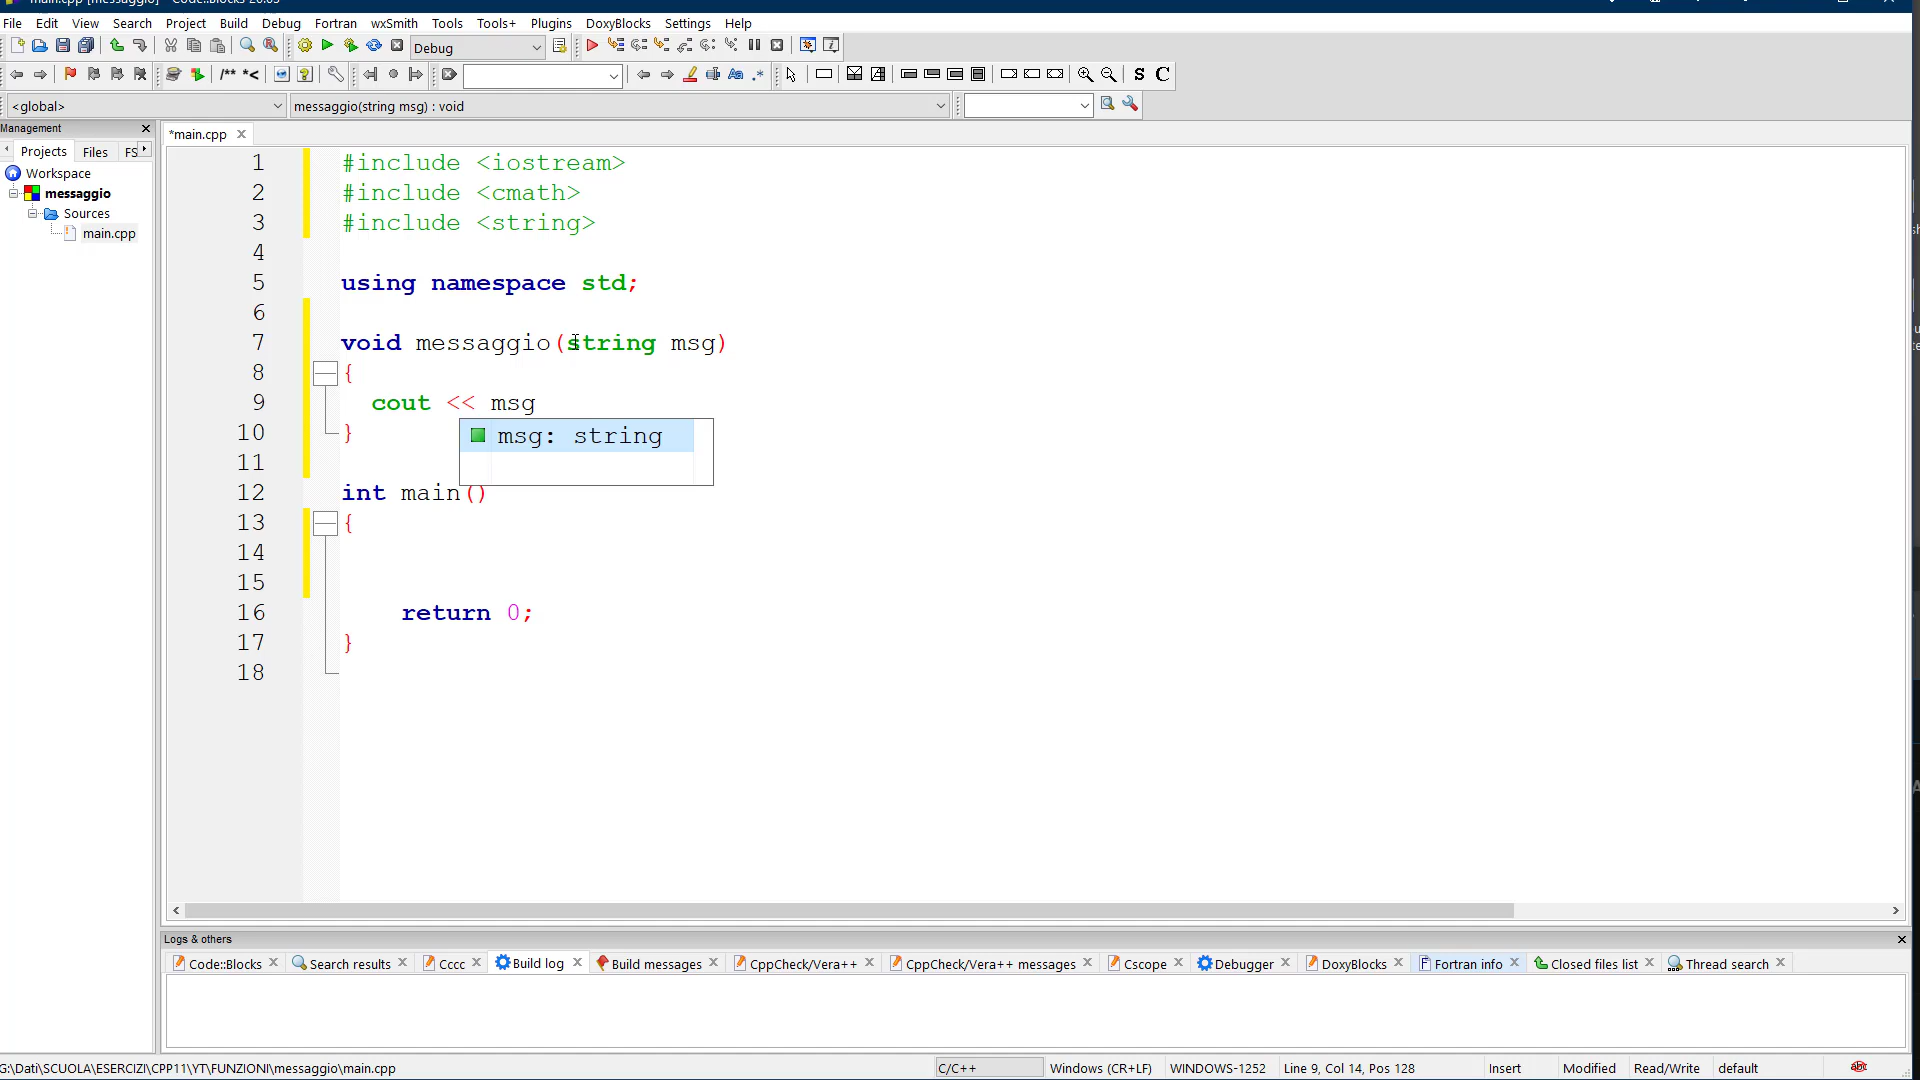 main.cpp [messaggio] - Code::Blocks 20.03
File Edit View Search Project Build Debug Fortran wxSmith Tools Tools+ Plugins DoxyBlocks Settings Help
Debug
/** *< .* S C
<global> messaggio(string msg) : void
Management
Projects Files FS
*main.cpp
Workspace
messaggio
Sources
main.cpp
1 #include <iostream>
2 #include <cmath>
3 #include <string>
4
5 using namespace std;
6
7 void messaggio(string msg)
8 {
9 cout << msg
msg: string
10 }
11
12 int main()
13 {
14
15
16 return 0;
17 }
18
Logs & others
Code::Blocks Search results Cccc Build log Build messages CppCheck/Vera++ CppCheck/Vera++ messages Cscope Debugger DoxyBlocks Fortran info Closed files list Thread search
G:\Dati\SCUOLA\ESERCIZI\CPP11\YT\FUNZIONI\messaggio\main.cpp C/C++ Windows (CR+LF) WINDOWS-1252 Line 9, Col 14, Pos 128 Insert Modified Read/Write default abc